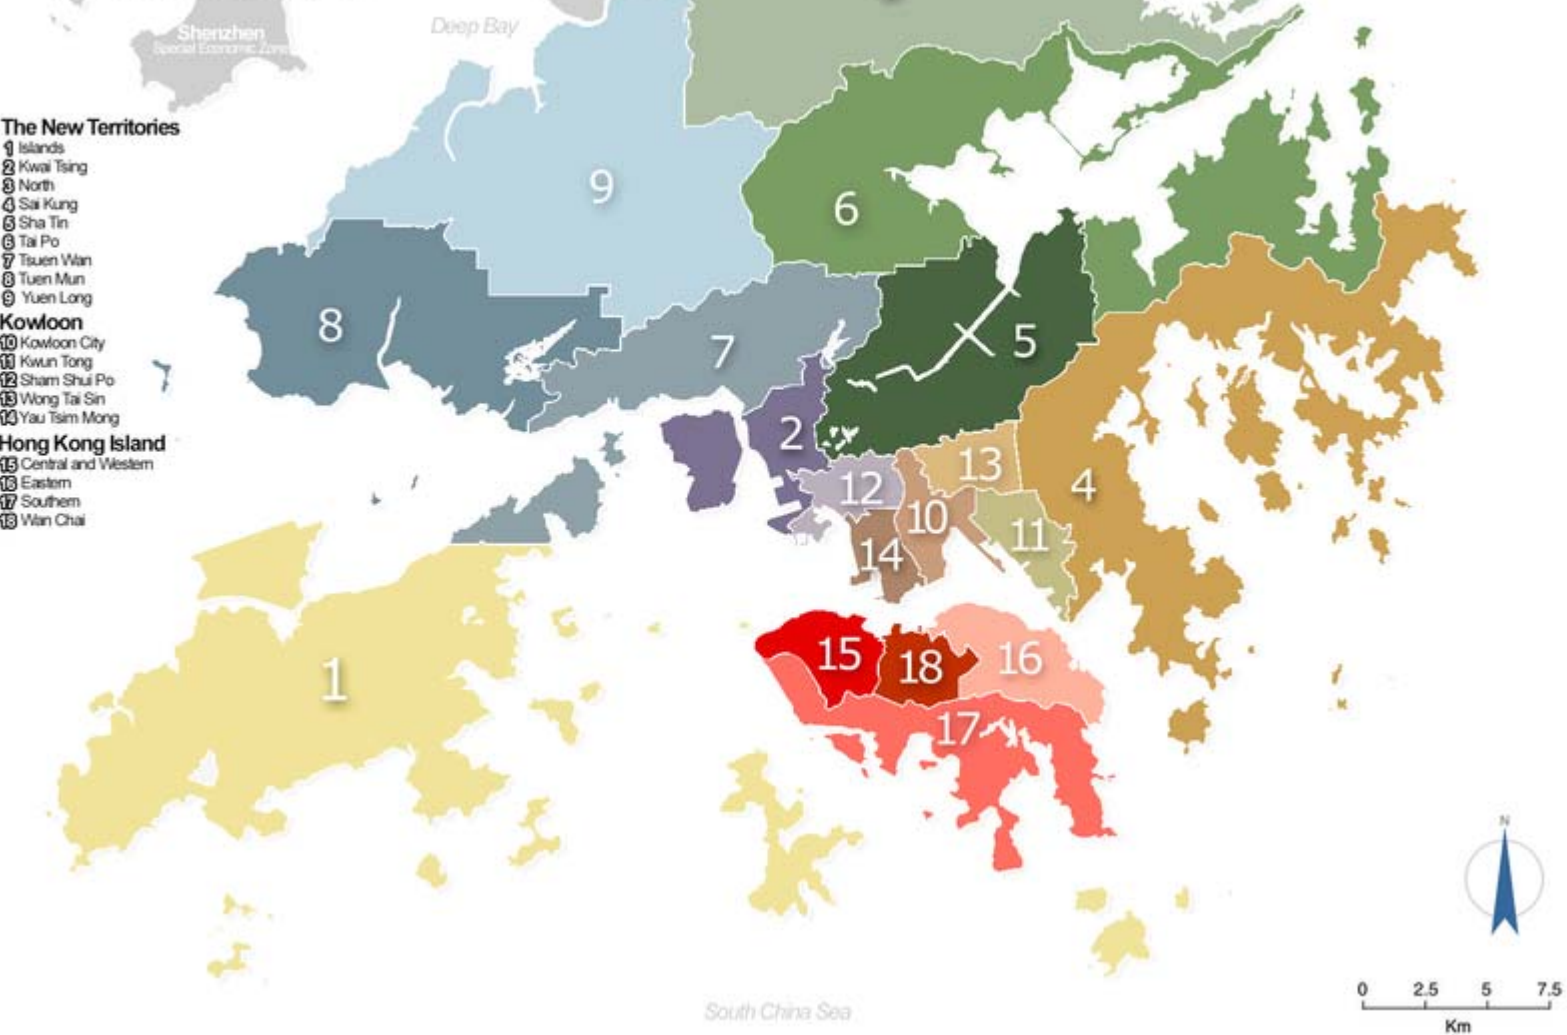 Shenzhen
Special Economic Zone
Deep Bay
The New Territories
1 Islands
2 Kwai Tsing
3 North
4 Sai Kung
5 Sha Tin
6 Tai Po
7 Tsuen Wan
8 Tuen Mun
9 Yuen Long
Kowloon
10 Kowloon City
11 Kwun Tong
12 Sham Shui Po
13 Wong Tai Sin
14 Yau Tsim Mong
Hong Kong Island
15 Central and Western
16 Eastern
17 Southern
18 Wan Chai
9
6
8
7
5
2
13
12
4
10
11
14
15
18
16
1
17
N
0 2.5 5 7.5
Km
South China Sea